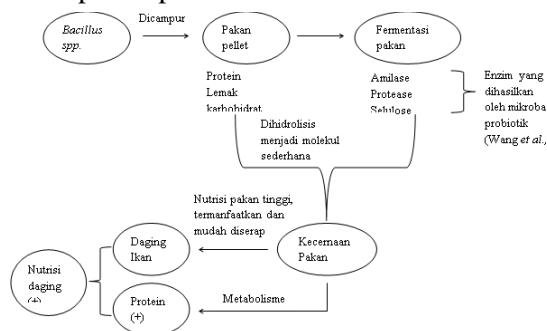 Bacillus
spp.
Dicampur
Pakan
pellet
Fermentasi
pakan
Protein
Lemak
karbohidrat
Amilase
Protease
Selulose
Enzim yang
dihasilkan
oleh mikroba
probiotik
(Wang et al.,
Dihidrolisis
menjadi molekul
sederhana
Nutrisi pakan tinggi,
termanfaatkan dan
mudah diserap
Daging
Ikan
Kecernaan
Pakan
Nutrisi
daging
(+)
Protein
(+)
Metabolisme